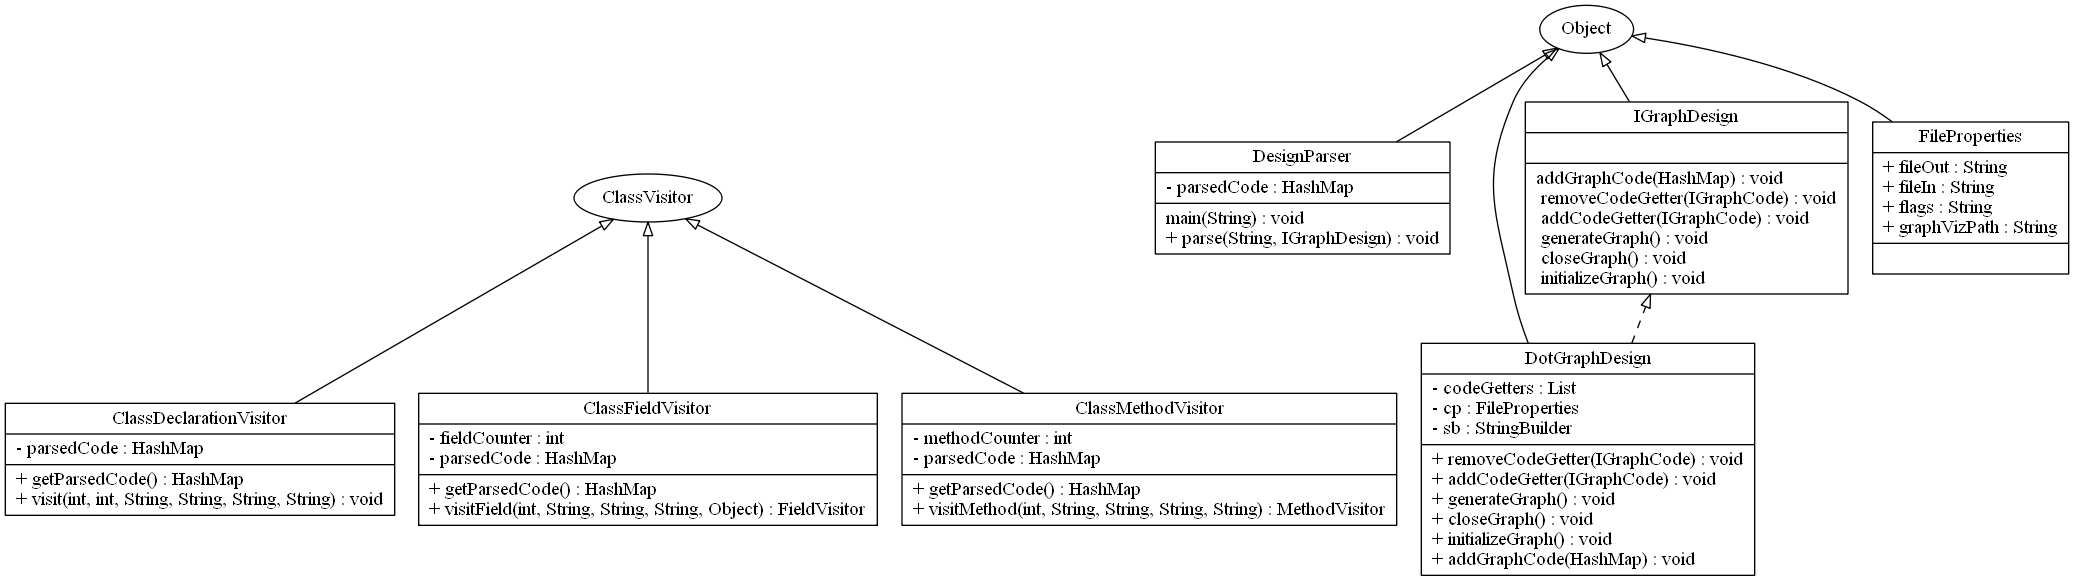 Object
IGraphDesign
addGraphCode(HashMap) : void
removeCodeGetter(IGraphCode) : void
addCodeGetter(IGraphCode) : void
generateGraph() : void
closeGraph() : void
initializeGraph() : void
FileProperties
+ fileOut : String
+ fileIn : String
+ flags : String
+ graphVizPath : String
DesignParser
- parsedCode : HashMap
main(String) : void
+ parse(String, IGraphDesign) : void
ClassVisitor
DotGraphDesign
- codeGetters : List
- cp : FileProperties
- sb : StringBuilder
+ removeCodeGetter(IGraphCode) : void
+ addCodeGetter(IGraphCode) : void
+ generateGraph() : void
+ closeGraph() : void
+ initializeGraph() : void
+ addGraphCode(HashMap) : void
ClassDeclarationVisitor
- parsedCode : HashMap
+ getParsedCode() : HashMap
+ visit(int, int, String, String, String, String) : void
ClassFieldVisitor
- fieldCounter : int
- parsedCode : HashMap
+ getParsedCode() : HashMap
+ visitField(int, String, String, String, Object) : FieldVisitor
ClassMethodVisitor
- methodCounter : int
- parsedCode : HashMap
+ getParsedCode() : HashMap
+ visitMethod(int, String, String, String, String) : MethodVisitor